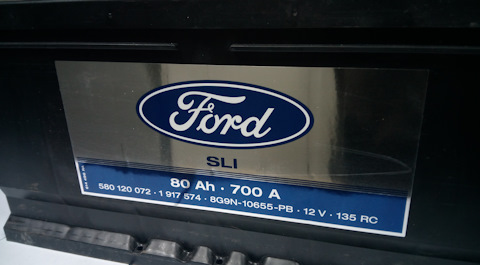 Ford
SLI
80 Ah · 700 A
580 120 072 · 1 917 574 · 8G9N-10655-PB · 12 V · 135 RC